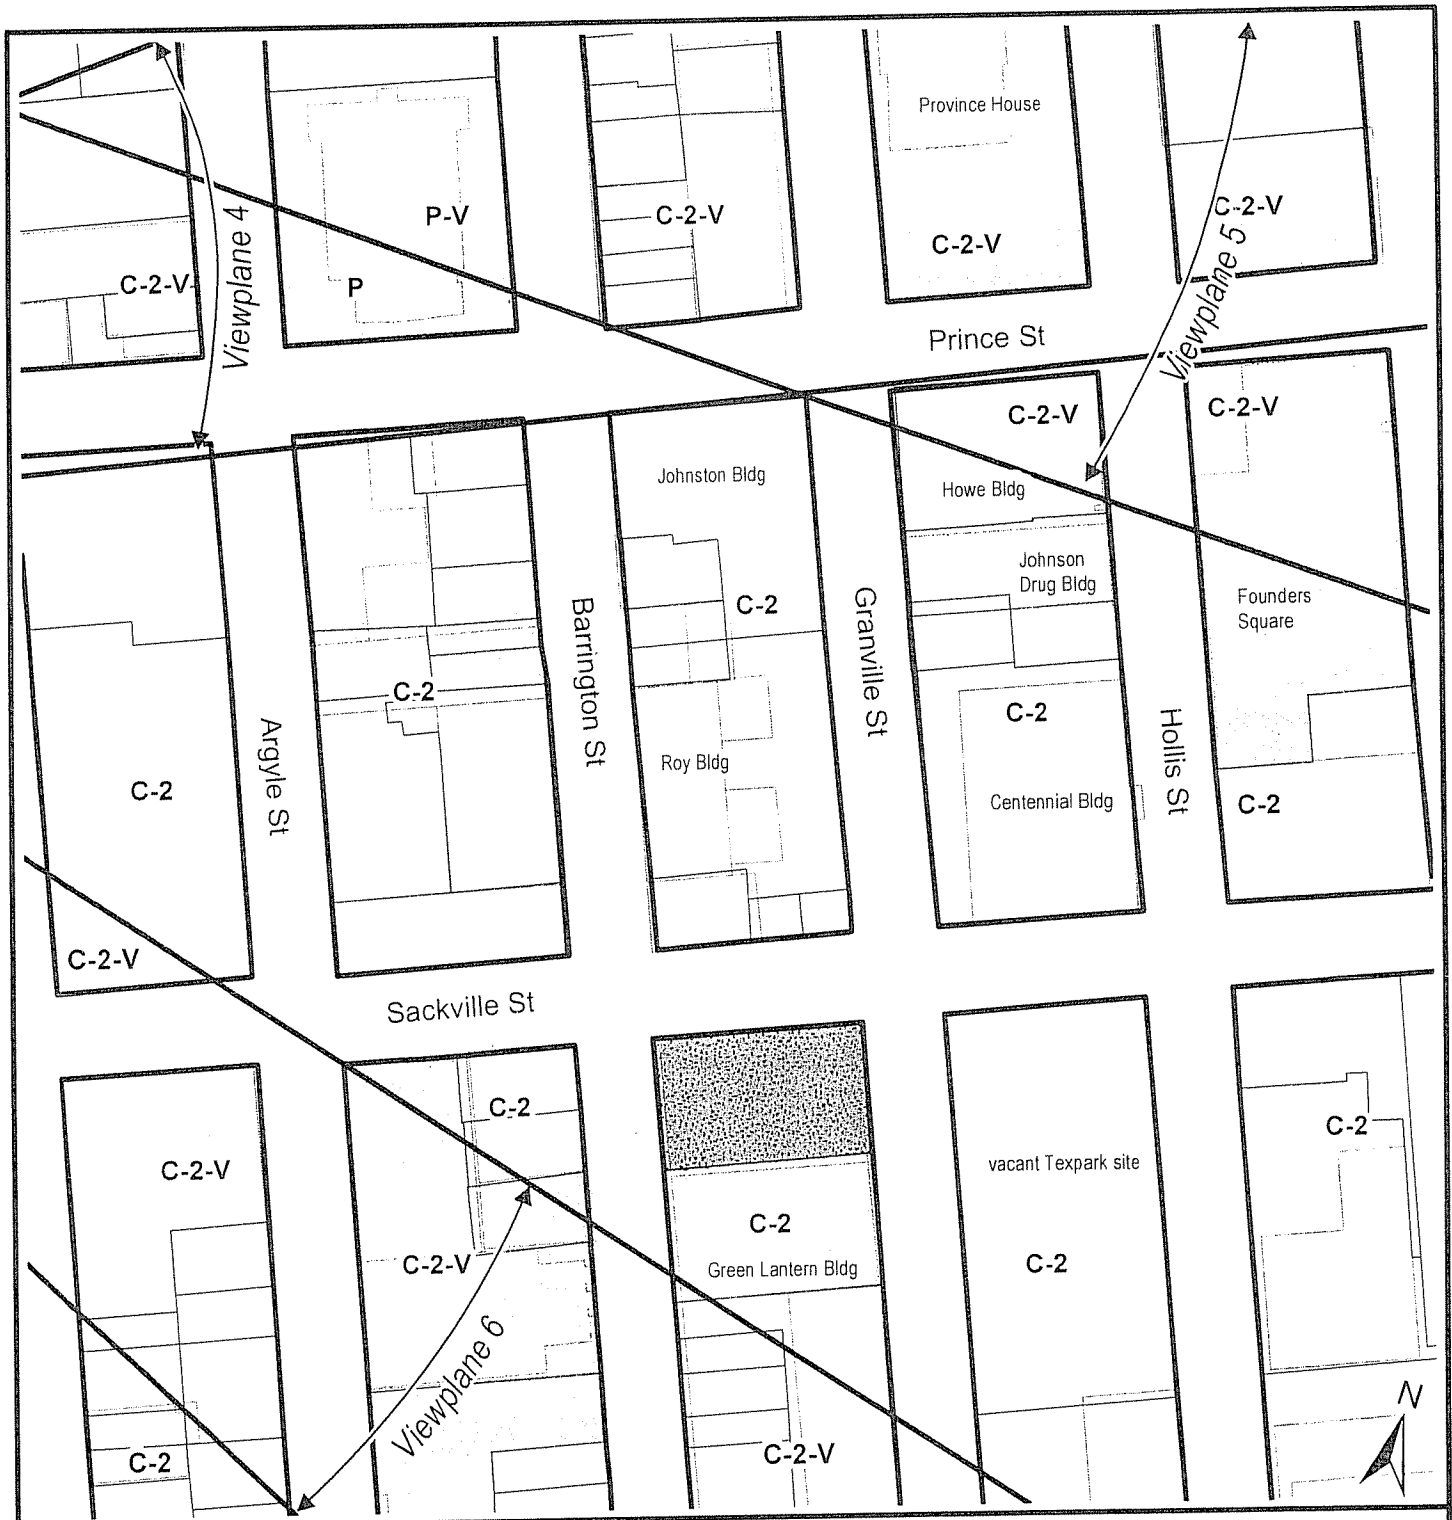 Province House
P-V
C-2-V
C-2-V
C-2-V
C-2-V
P
Viewplane 4
Viewplane 5
Prince St
C-2-V
C-2-V
Johnston Bldg
Howe Bldg
Johnson
Drug Bldg
Founders
Square
C-2
C-2
Barrington St
Granville St
C-2
Argyle St
Hollis St
Roy Bldg
C-2
Centennial Bldg
C-2
C-2-V
Sackville St
C-2
C-2
C-2-V
vacant Texpark site
C-2
C-2-V
Green Lantern Bldg
C-2
Viewplane 6
N
C-2
C-2-V